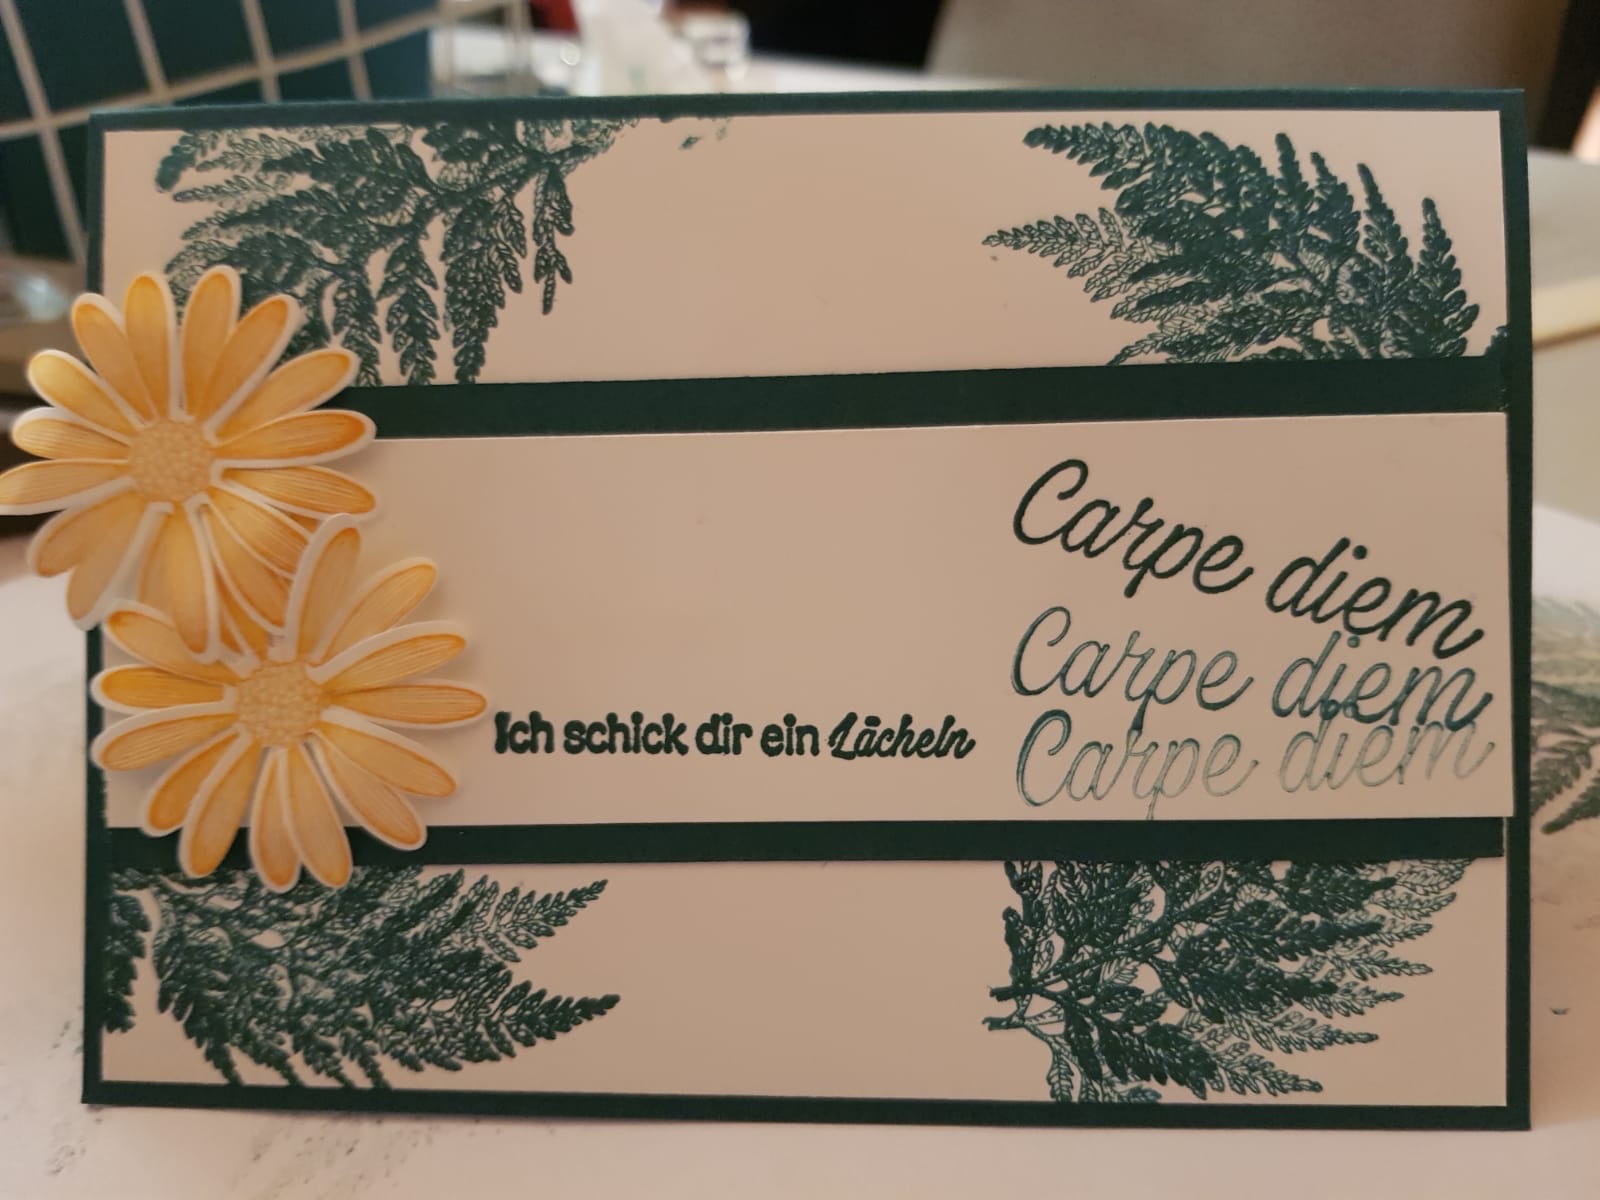 Carpe diem
Carpe diem
Carpe diem
Ich schick dir ein Lächeln